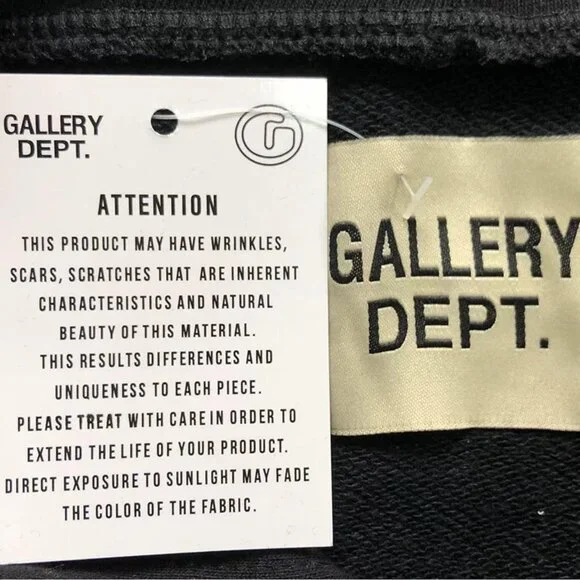 GALLERY
DEPT.
G
ATTENTION
THIS PRODUCT MAY HAVE WRINKLES,
SCARS, SCRATCHES THAT ARE INHERENT
CHARACTERISTICS AND NATURAL
BEAUTY OF THIS MATERIAL.
THIS RESULTS DIFFERENCES AND
UNIQUENESS TO EACH PIECE.
PLEASE TREAT WITH CARE IN ORDER TO
EXTEND THE LIFE OF YOUR PRODUCT.
DIRECT EXPOSURE TO SUNLIGHT MAY FADE
THE COLOR OF THE FABRIC.
GALLERY
DEPT.